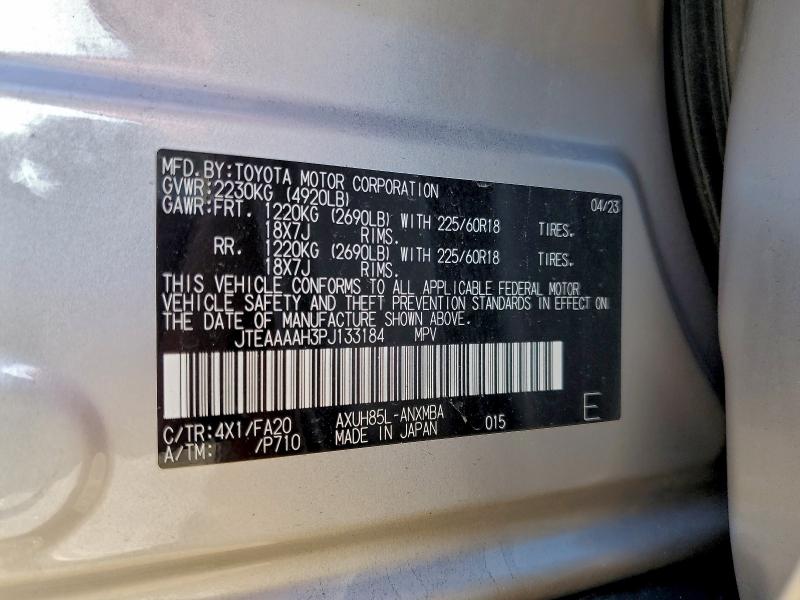 MFD.BY:TOYOTA MOTOR CORPORATION 04/23
GVWR:2230KG (4920LB)
GAWR:FRT. 1220KG (2690LB) WITH 225/60R18 TIRES.
18X7J RIMS.
RR. 1220KG (2690LB) WITH 225/60R18 TIRES.
18X7J RIMS.
THIS VEHICLE CONFORMS TO ALL APPLICABLE FEDERAL MOTOR
VEHICLE SAFETY AND THEFT PREVENTION STANDARDS IN EFFECT ON
THE DATE OF MANUFACTURE SHOWN ABOVE.
JTEAAAAH3PJ133184 MPV
C/TR:4X1/FA20 AXUH85L-ANXMBA
A/TM: /P710 MADE IN JAPAN 015 E